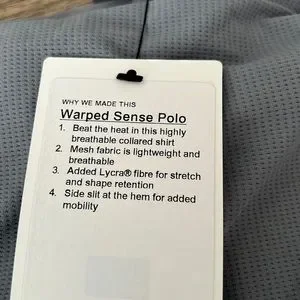 WHY WE MADE THIS
Warped Sense Polo
1. Beat the heat in this highly
breathable collared shirt
2. Mesh fabric is lightweight and
breathable
3. Added Lycra® fibre for stretch
and shape retention
4. Side slit at the hem for added
mobility